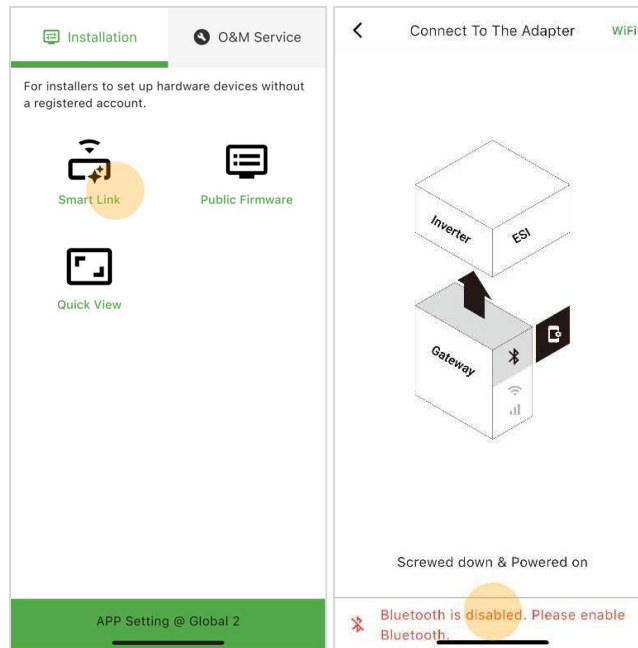 Installation
O&M Service
For installers to set up hardware devices without
a registered account.
Smart Link
Public Firmware
Quick View
APP Setting @ Global 2
Connect To The Adapter
WiFi
Inverter
ESI
Gateway
Screwed down & Powered on
Bluetooth is disabled. Please enable
Bluetooth.